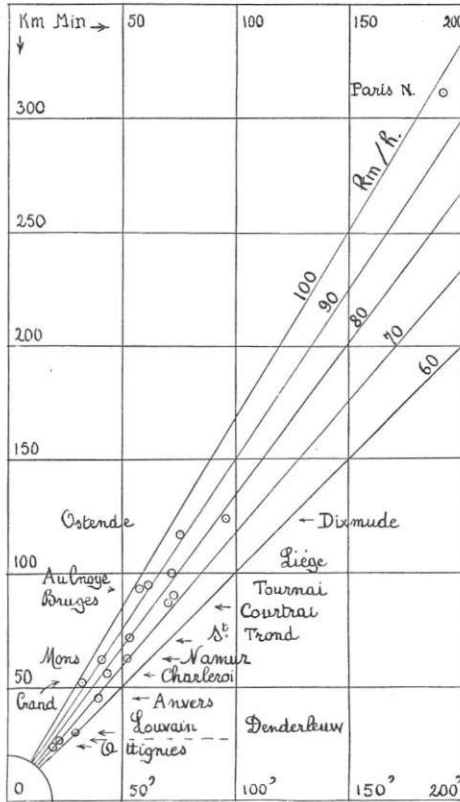 Km Min → 50 100 150 200
Paris N.
300
Km/h.
250
100
90
80
200
70
60
150
Ostende
← Dixmude
Liége
100
Aulnoye
Bruges →
Tournai
← Courtrai
← St Trond
Mons
← Namur
← Charleroi
50
Gand →
← Anvers
← Louvain
Denderleuw
← Ottignies
0 50' 100' 150' 200'